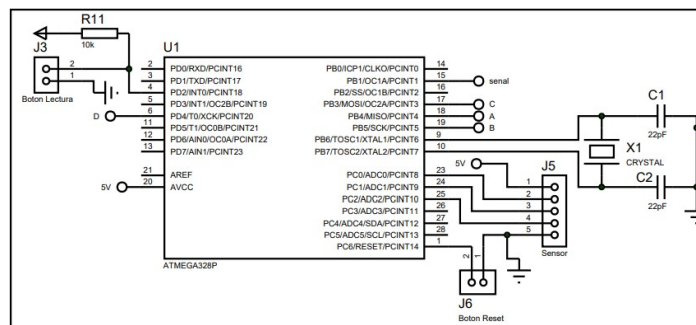 R11
10k
J3
2
1
Boton Lectura
D
5V
U1
2 PD0/RXD/PCINT16
3 PD1/TXD/PCINT17
4 PD2/INT0/PCINT18
5 PD3/INT1/OC2B/PCINT19
6 PD4/T0/XCK/PCINT20
11 PD5/T1/OC0B/PCINT21
12 PD6/AIN0/OC0A/PCINT22
13 PD7/AIN1/PCINT23
21 AREF
20 AVCC
PB0/ICP1/CLKO/PCINT0 14
PB1/OC1A/PCINT1 15
PB2/SS/OC1B/PCINT2 16
PB3/MOSI/OC2A/PCINT3 17
PB4/MISO/PCINT4 18
PB5/SCK/PCINT5 19
PB6/TOSC1/XTAL1/PCINT6 9
PB7/TOSC2/XTAL2/PCINT7 10
PC0/ADC0/PCINT8 23
PC1/ADC1/PCINT9 24
PC2/ADC2/PCINT10 25
PC3/ADC3/PCINT11 26
PC4/ADC4/SDA/PCINT12 27
PC5/ADC5/SCL/PCINT13 28
PC6/RESET/PCINT14 1
ATMEGA328P
senal
C
A
B
C1
22pF
X1
CRYSTAL
C2
22pF
5V
J5
1
2
3
4
5
Sensor
2
1
J6
Boton Reset